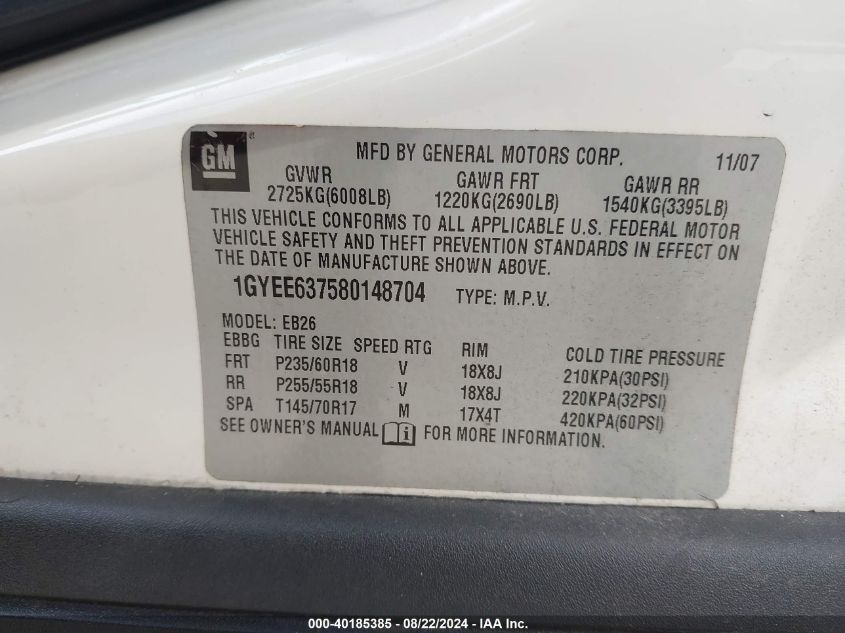 GM ®
MFD BY GENERAL MOTORS CORP. 11/07
GVWR GAWR FRT GAWR RR
2725KG(6008LB) 1220KG(2690LB) 1540KG(3395LB)
THIS VEHICLE CONFORMS TO ALL APPLICABLE U.S. FEDERAL MOTOR
VEHICLE SAFETY AND THEFT PREVENTION STANDARDS IN EFFECT ON
THE DATE OF MANUFACTURE SHOWN ABOVE.
1GYEE637580148704 TYPE: M.P.V.
MODEL: EB26
EBBG TIRE SIZE SPEED RTG RIM COLD TIRE PRESSURE
FRT P235/60R18 V 18X8J 210KPA(30PSI)
RR P255/55R18 V 18X8J 220KPA(32PSI)
SPA T145/70R17 M 17X4T 420KPA(60PSI)
SEE OWNER'S MANUAL i FOR MORE INFORMATION.
000-40185385 - 08/22/2024 - IAA Inc.